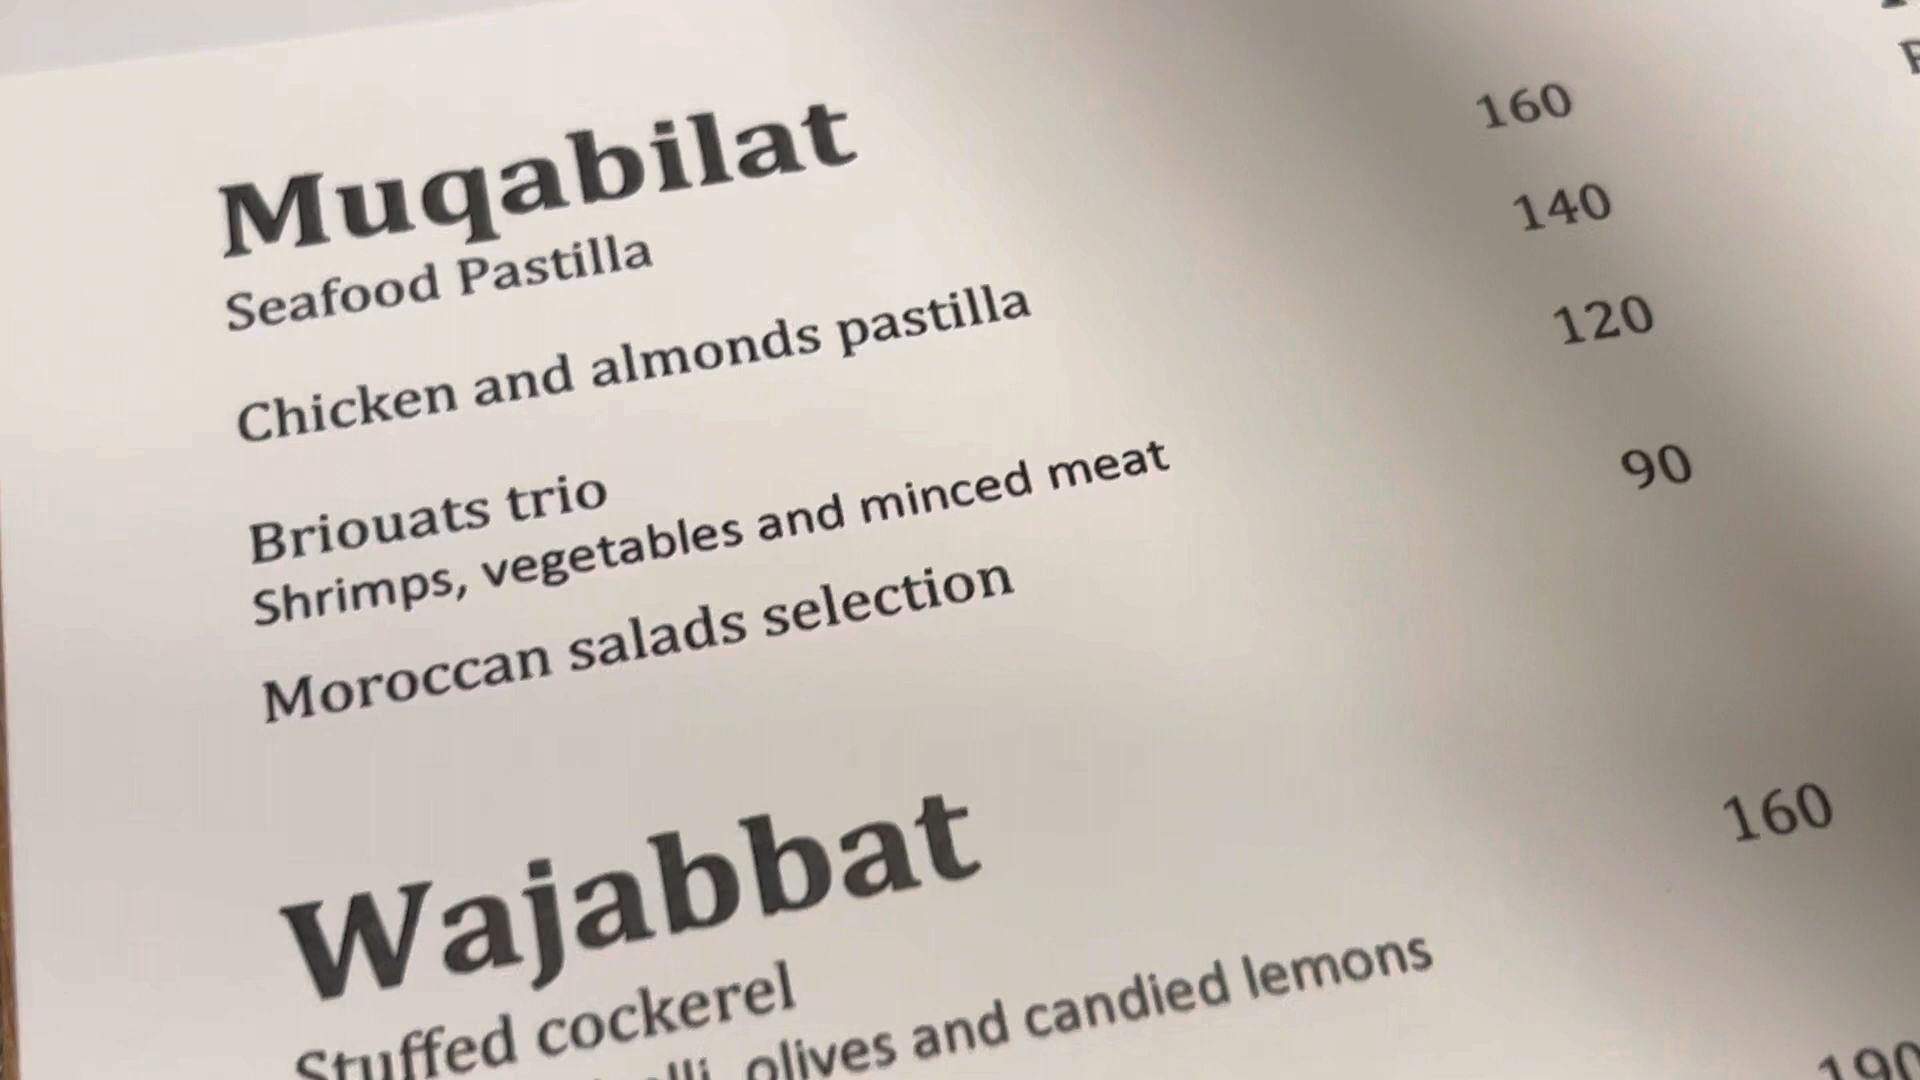 Muqabilat
Seafood Pastilla 160
Chicken and almonds pastilla 140
Briouats trio 120
Shrimps, vegetables and minced meat
Moroccan salads selection 90
Wajabbat
Stuffed cockerel 160
olives and candied lemons
190